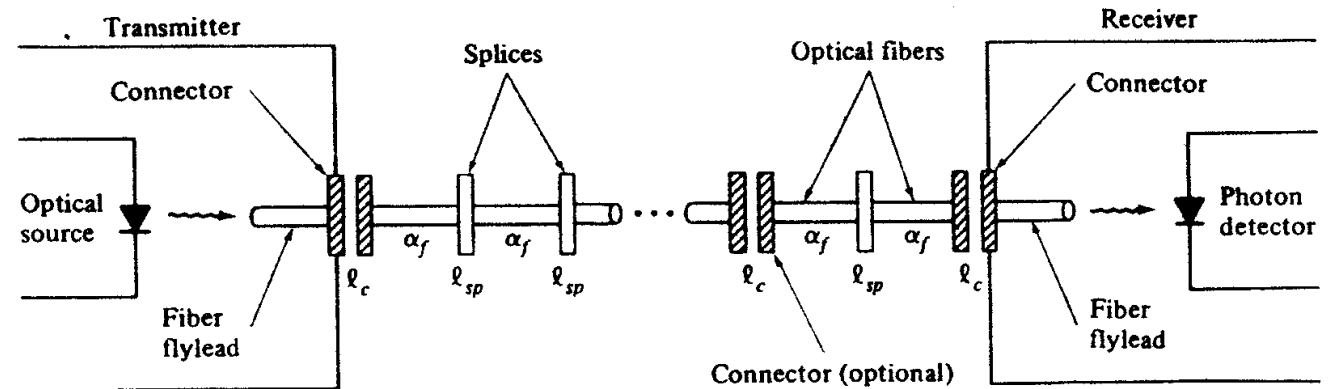 Transmitter
Receiver
Splices
Optical fibers
Connector
Connector
Optical
source
Photon
detector
α_f
α_f
α_f
α_f
ℓ_c
ℓ_sp
ℓ_sp
ℓ_c
ℓ_sp
ℓ_c
Fiber
flylead
Fiber
flylead
Connector (optional)